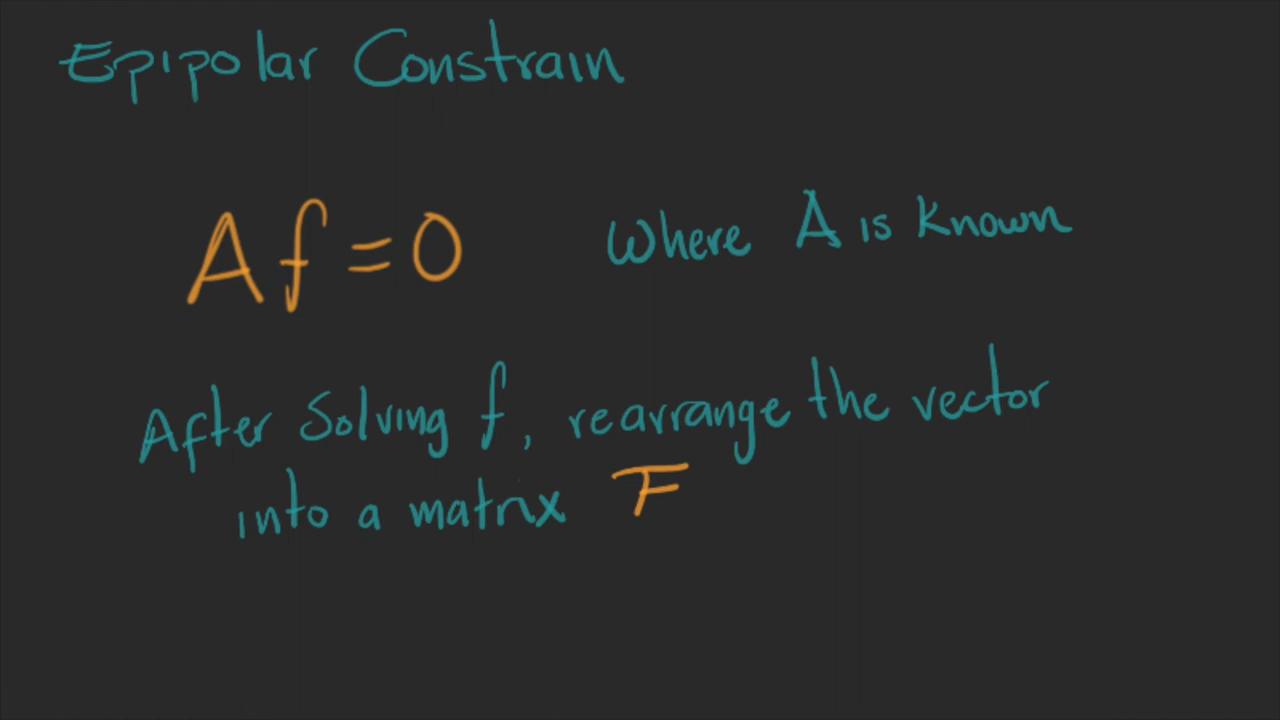 Epipolar Constrain
Af=0 Where A is known
After Solving f, rearrange the vector
into a matrix F